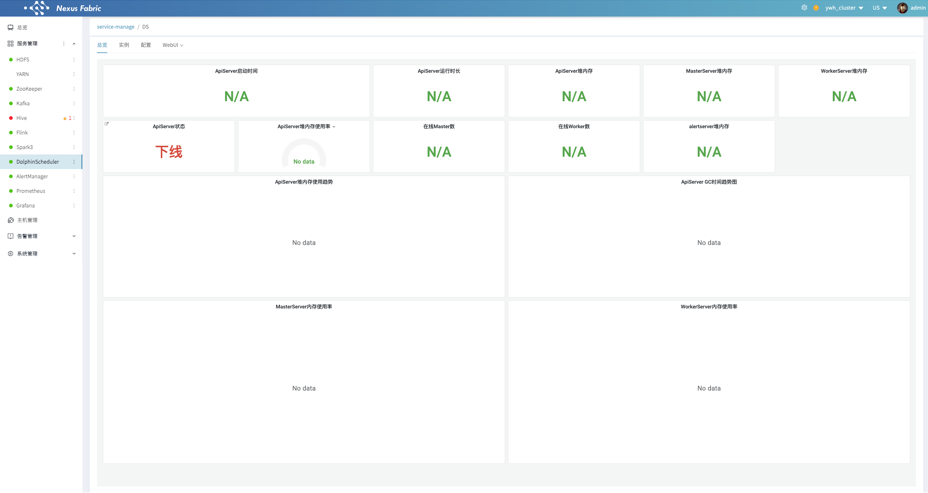 Nexus Fabric
ywh_cluster
US
admin
总览
服务管理
HDFS
YARN
ZooKeeper
Kafka
Hive
1
Flink
Spark3
DolphinScheduler
AlertManager
Prometheus
Grafana
主机管理
告警管理
系统管理
service-manage / DS
总览 实例 配置 WebUI
ApiServer启动时间
N/A
ApiServer运行时长
N/A
ApiServer堆内存
N/A
MasterServer堆内存
N/A
WorkerServer堆内存
N/A
ApiServer状态
下线
ApiServer堆内存使用率
No data
在线Master数
N/A
在线Worker数
N/A
alertserver堆内存
N/A
ApiServer堆内存使用趋势
No data
ApiServer GC时间趋势图
No data
MasterServer内存使用率
No data
WorkerServer内存使用率
No data